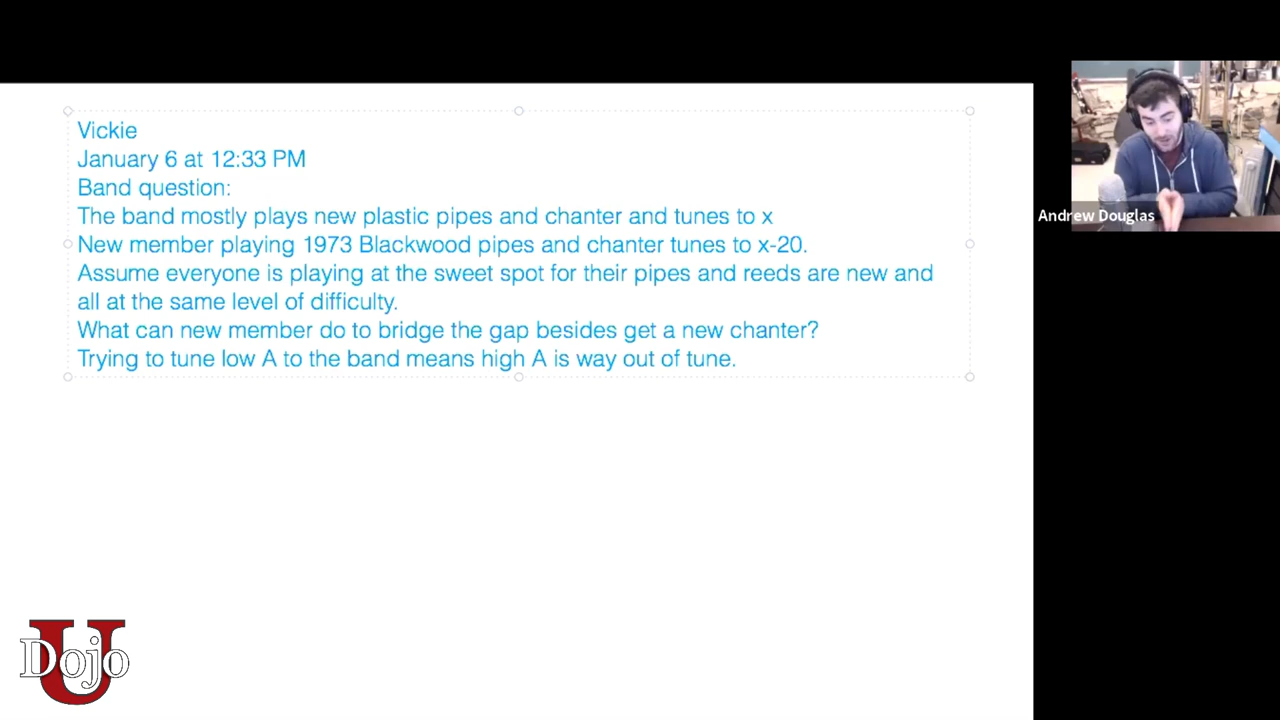 Vickie
January 6 at 12:33 PM
Band question:
The band mostly plays new plastic pipes and chanter and tunes to x
New member playing 1973 Blackwood pipes and chanter tunes to x-20.
Assume everyone is playing at the sweet spot for their pipes and reeds are new and
all at the same level of difficulty.
What can new member do to bridge the gap besides get a new chanter?
Trying to tune low A to the band means high A is way out of tune.
Andrew Douglas
Dojo U